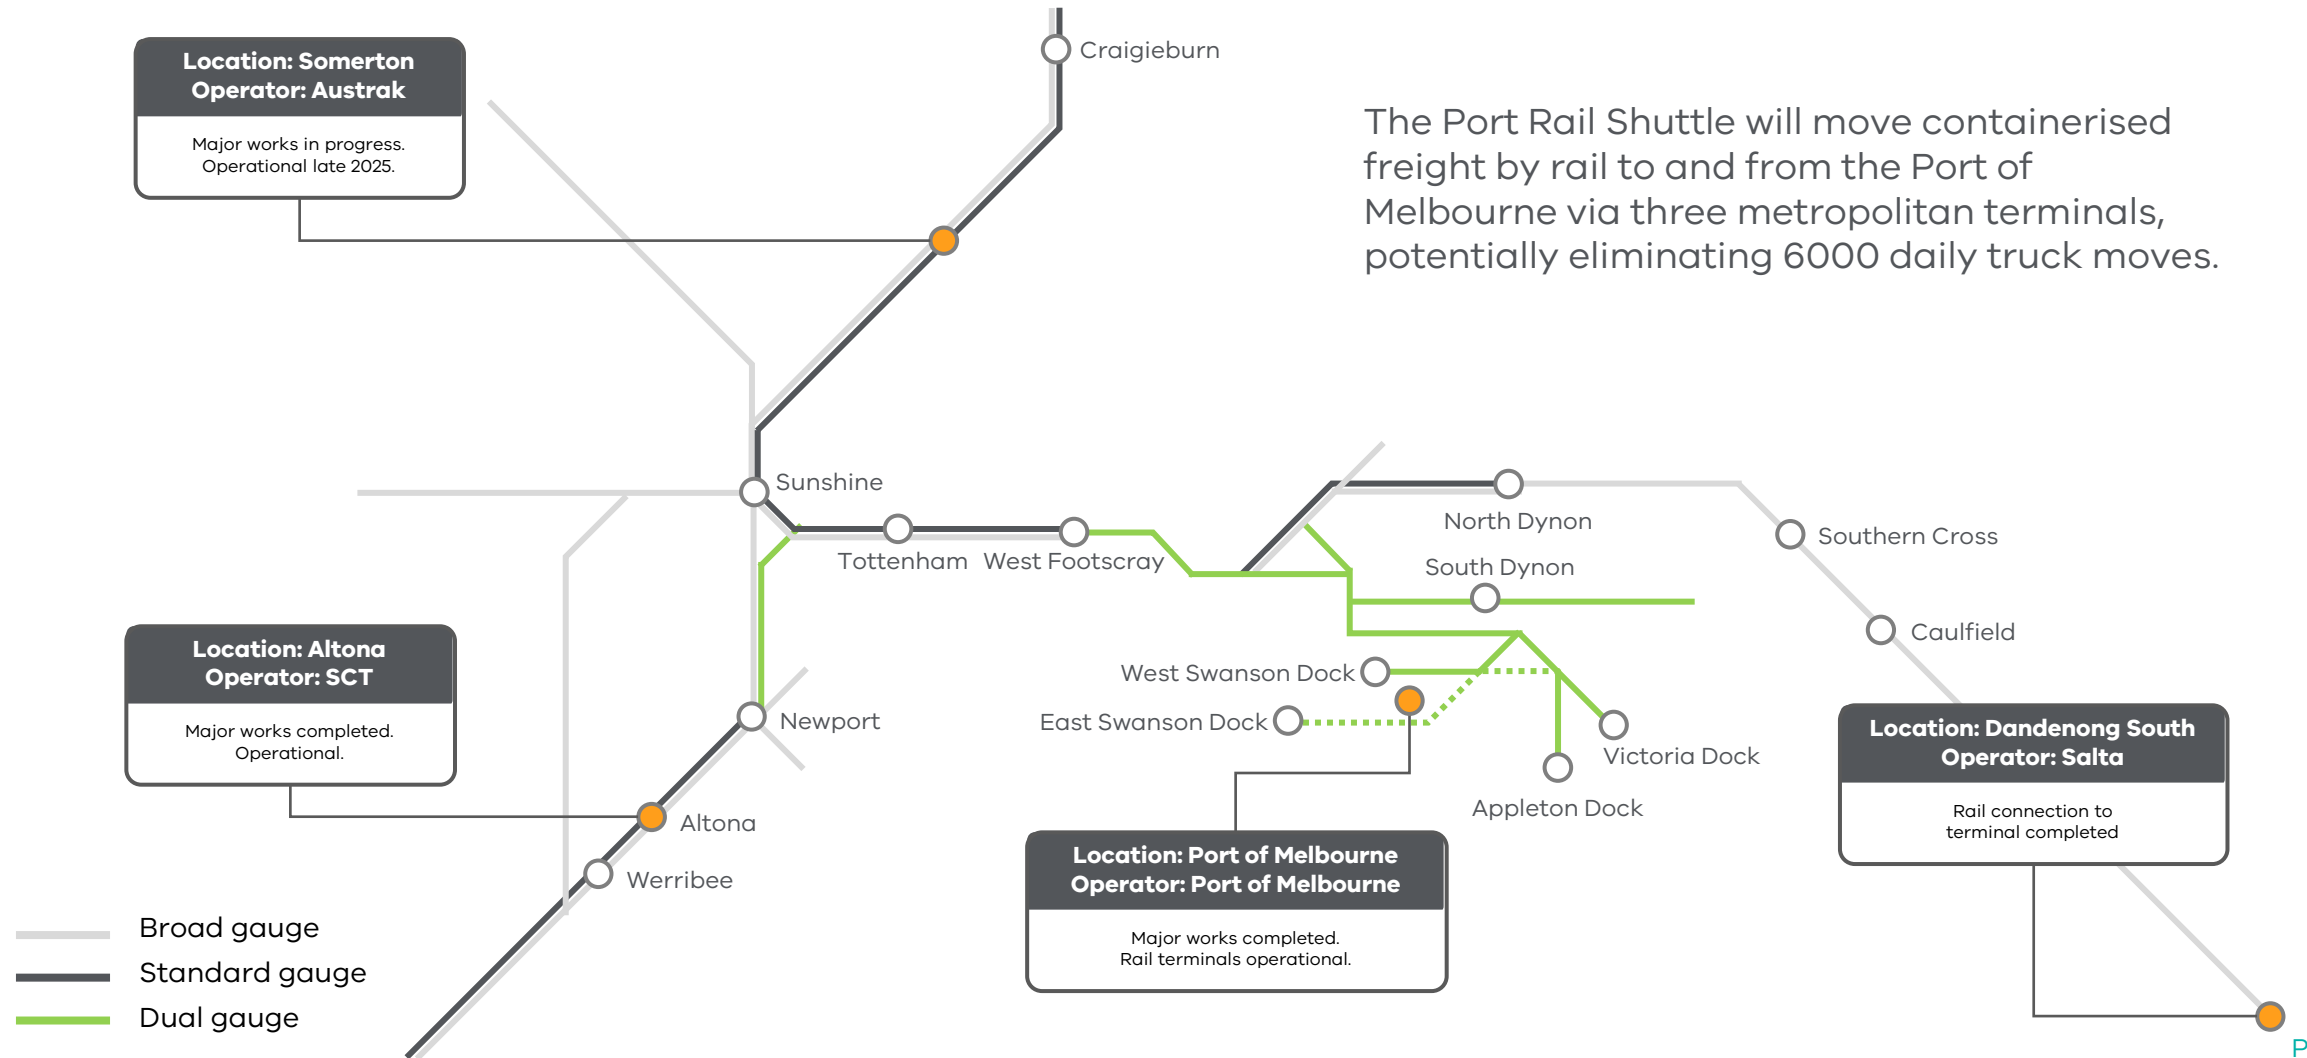 Location: Somerton
Operator: Austrak
Major works in progress.
Operational late 2025.
Craigieburn
The Port Rail Shuttle will move containerised
freight by rail to and from the Port of
Melbourne via three metropolitan terminals,
potentially eliminating 6000 daily truck moves.
Sunshine
Tottenham
West Footscray
North Dynon
South Dynon
Southern Cross
Caulfield
Location: Altona
Operator: SCT
Major works completed.
Operational.
Newport
Altona
Werribee
West Swanson Dock
East Swanson Dock
Victoria Dock
Appleton Dock
Location: Port of Melbourne
Operator: Port of Melbourne
Major works completed.
Rail terminals operational.
Location: Dandenong South
Operator: Salta
Rail connection to
terminal completed
Broad gauge
Standard gauge
Dual gauge
P